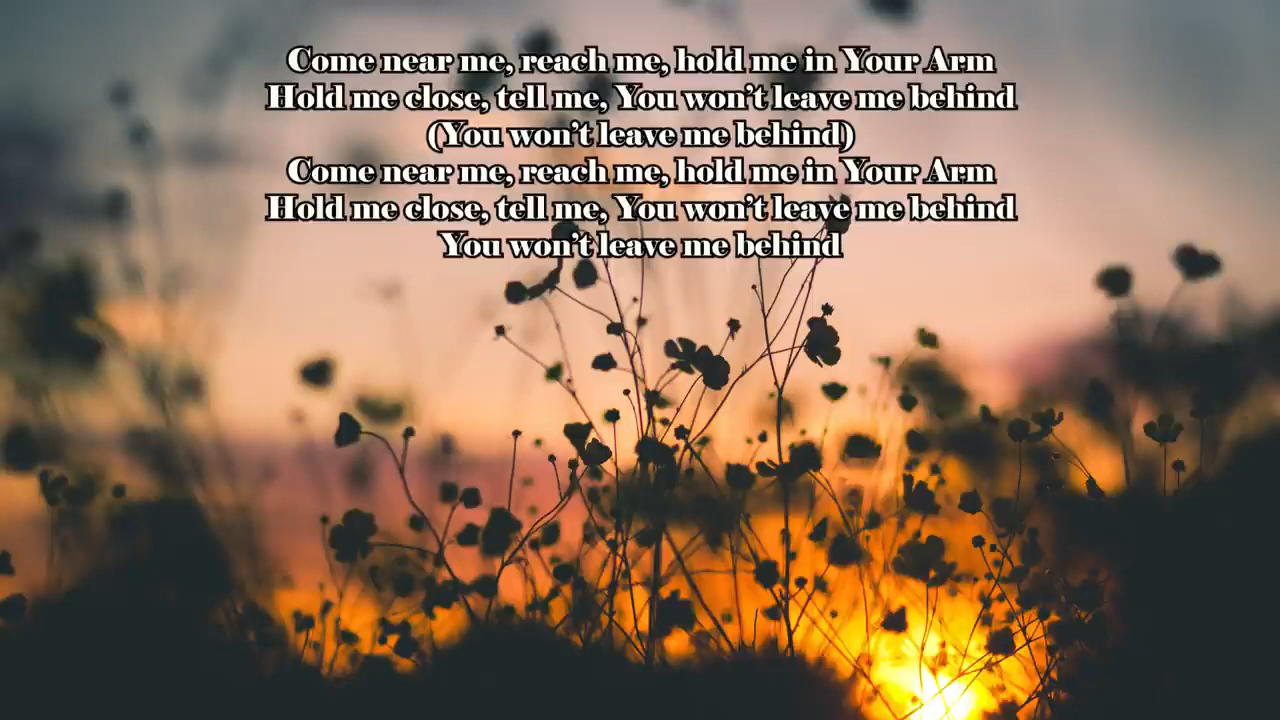 Come near me, reach me, hold me in Your Arm
Hold me close, tell me, You won't leave me behind
(You won't leave me behind)
Come near me, reach me, hold me in Your Arm
Hold me close, tell me, You won't leave me behind
You won't leave me behind